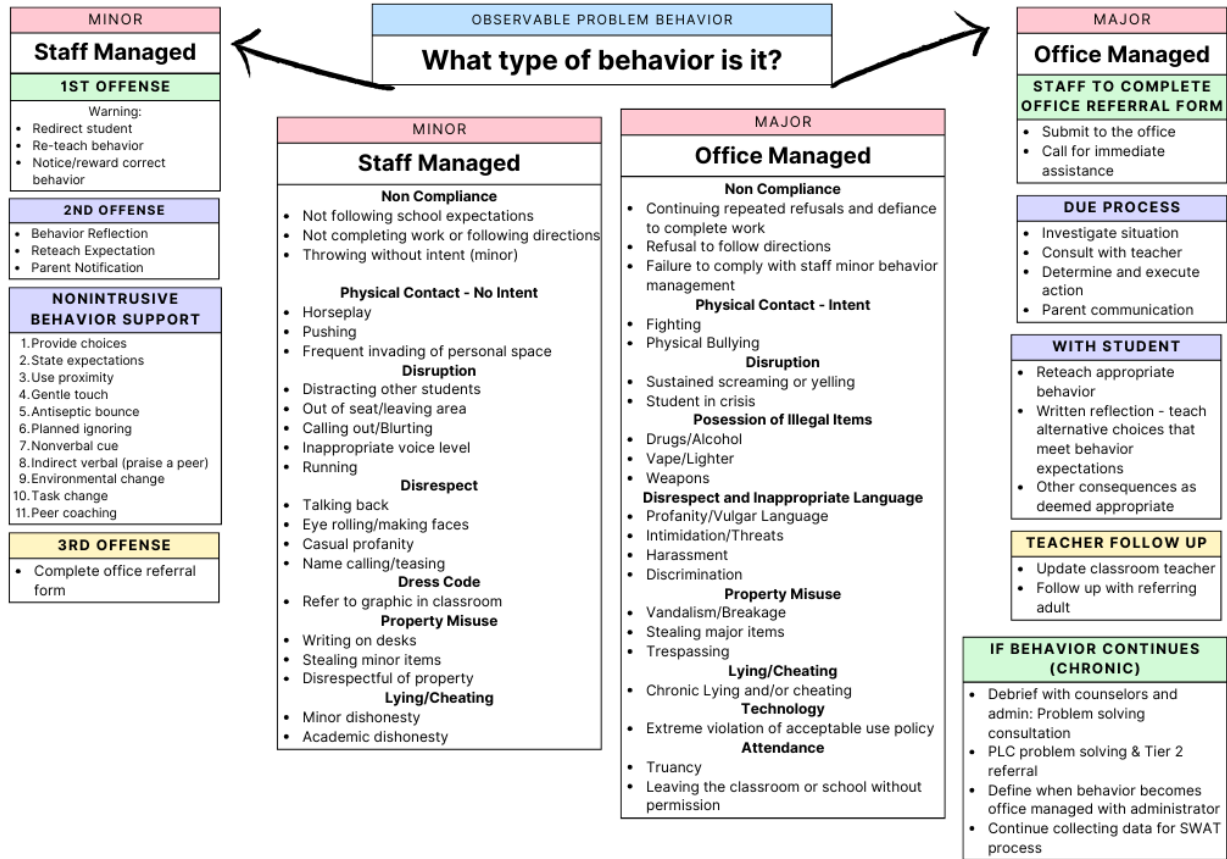 OBSERVABLE PROBLEM BEHAVIOR
What type of behavior is it?
MINOR
Staff Managed
1ST OFFENSE
Warning:
• Redirect student
• Re-teach behavior
• Notice/reward correct
behavior
2ND OFFENSE
• Behavior Reflection
• Reteach Expectation
• Parent Notification
NONINTRUSIVE
BEHAVIOR SUPPORT
1. Provide choices
2. State expectations
3. Use proximity
4. Gentle touch
5. Antiseptic bounce
6. Planned ignoring
7. Nonverbal cue
8. Indirect verbal (praise a peer)
9. Environmental change
10. Task change
11. Peer coaching
3RD OFFENSE
• Complete office referral
form
MINOR
Staff Managed
Non Compliance
• Not following school expectations
• Not completing work or following directions
• Throwing without intent (minor)
Physical Contact - No Intent
• Horseplay
• Pushing
• Frequent invading of personal space
Disruption
• Distracting other students
• Out of seat/leaving area
• Calling out/Blurting
• Inappropriate voice level
• Running
Disrespect
• Talking back
• Eye rolling/making faces
• Casual profanity
• Name calling/teasing
Dress Code
• Refer to graphic in classroom
Property Misuse
• Writing on desks
• Stealing minor items
• Disrespectful of property
Lying/Cheating
• Minor dishonesty
• Academic dishonesty
MAJOR
Office Managed
Non Compliance
• Continuing repeated refusals and defiance
to complete work
• Refusal to follow directions
• Failure to comply with staff minor behavior
management
Physical Contact - Intent
• Fighting
• Physical Bullying
Disruption
• Sustained screaming or yelling
• Student in crisis
Posession of Illegal Items
• Drugs/Alcohol
• Vape/Lighter
• Weapons
Disrespect and Inappropriate Language
• Profanity/Vulgar Language
• Intimidation/Threats
• Harassment
• Discrimination
Property Misuse
• Vandalism/Breakage
• Stealing major items
• Trespassing
Lying/Cheating
• Chronic Lying and/or cheating
Technology
• Extreme violation of acceptable use policy
Attendance
• Truancy
• Leaving the classroom or school without
permission
MAJOR
Office Managed
STAFF TO COMPLETE
OFFICE REFERRAL FORM
• Submit to the office
• Call for immediate
assistance
DUE PROCESS
• Investigate situation
• Consult with teacher
• Determine and execute
action
• Parent communication
WITH STUDENT
• Reteach appropriate
behavior
• Written reflection - teach
alternative choices that
meet behavior
expectations
• Other consequences as
deemed appropriate
TEACHER FOLLOW UP
• Update classroom teacher
• Follow up with referring
adult
IF BEHAVIOR CONTINUES
(CHRONIC)
• Debrief with counselors and
admin: Problem solving
consultation
• PLC problem solving & Tier 2
referral
• Define when behavior becomes
office managed with administrator
• Continue collecting data for SWAT
process